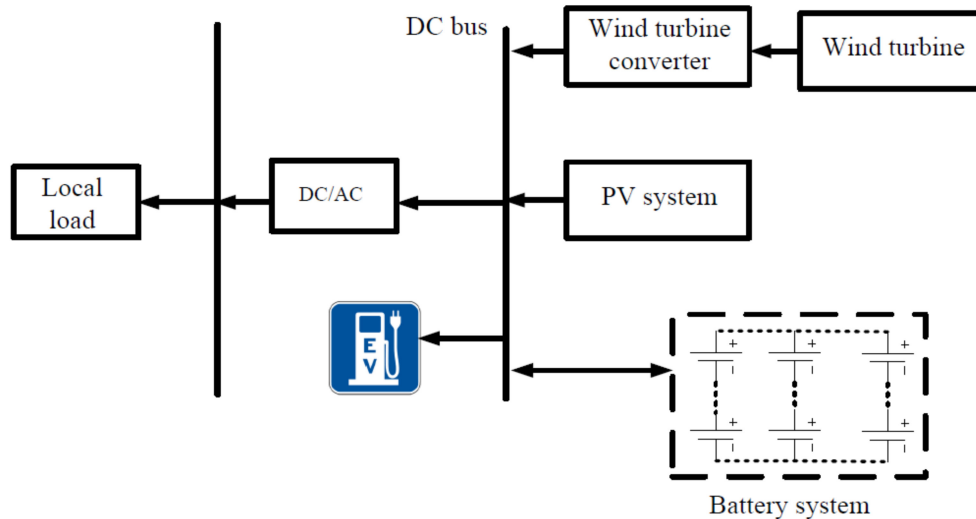 DC bus
Wind turbine
converter
Wind turbine
Local
load
DC/AC
PV system
E
V
+
+
+
+
+
+
Battery system